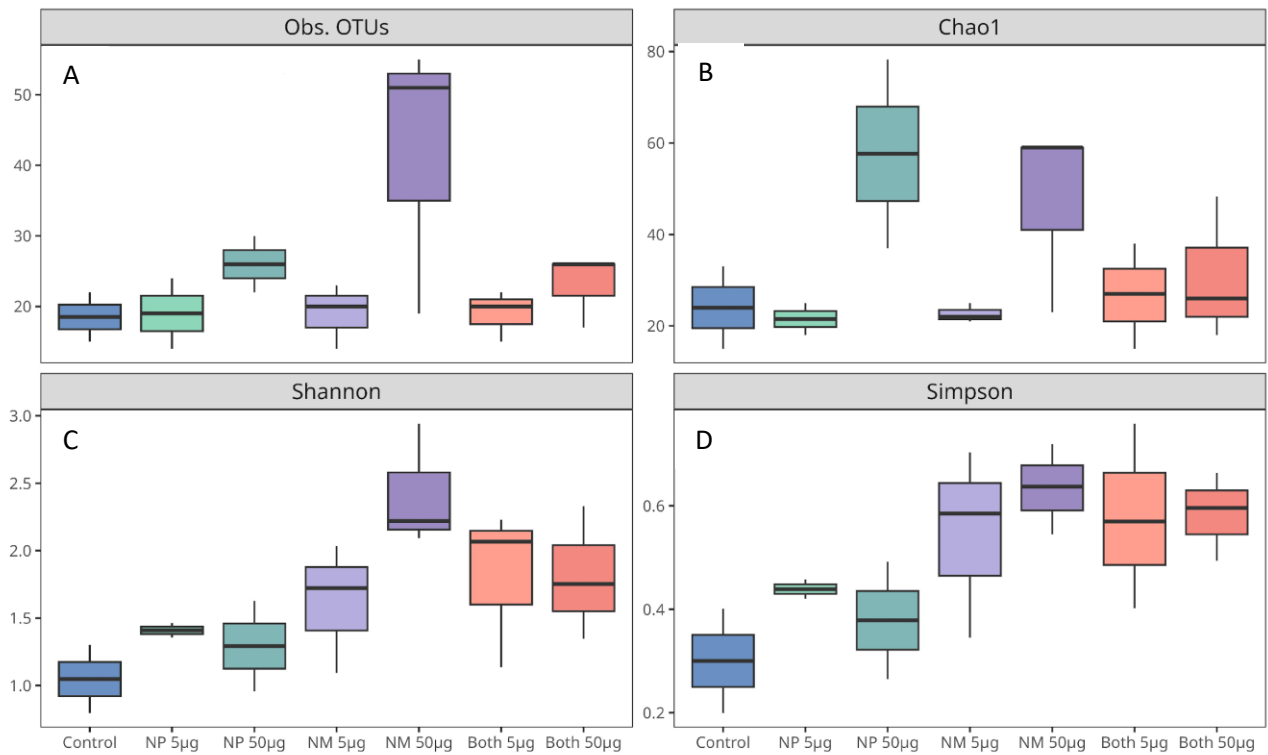 Obs. OTUs
A
50
40
30
20
Chao1
B
80
60
40
20
Shannon
C
3.0
2.5
2.0
1.5
1.0
Control NP 5µg NP 50µg NM 5µg NM 50µg Both 5µg Both 50µg
Simpson
D
0.6
0.4
0.2
Control NP 5µg NP 50µg NM 5µg NM 50µg Both 5µg Both 50µg